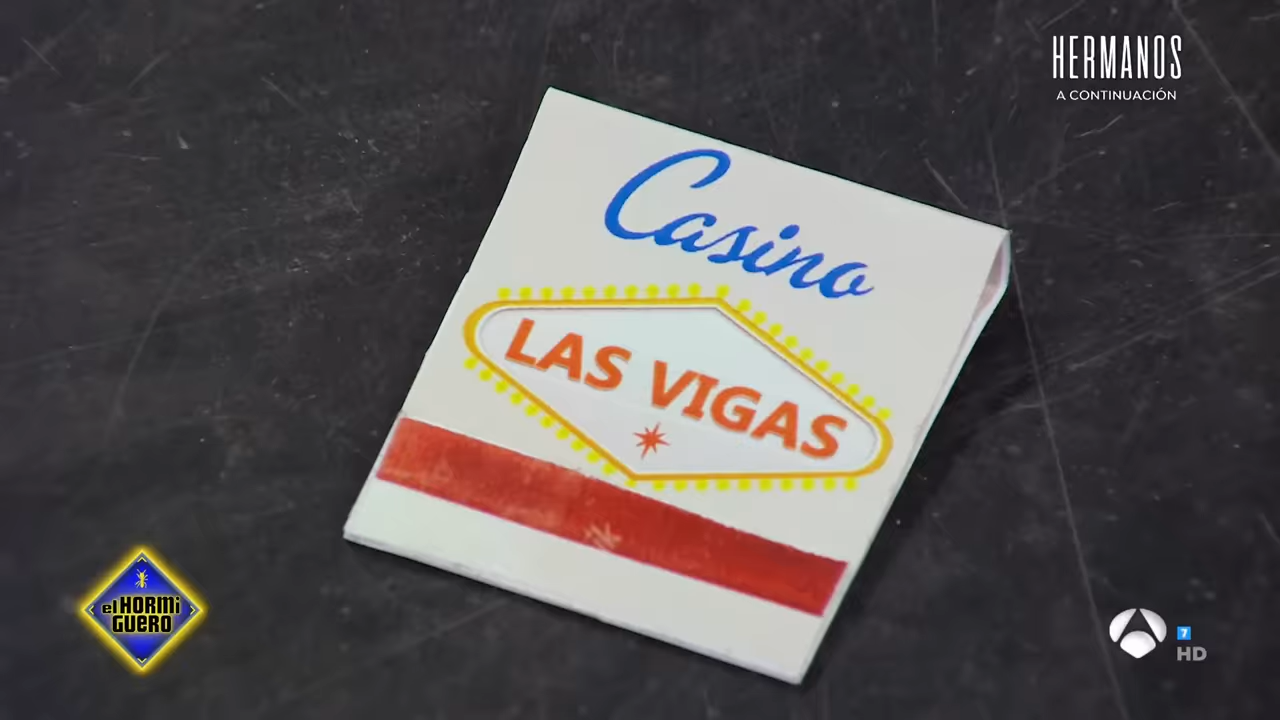 HERMANOS
A CONTINUACIÓN
Casino
LAS VIGAS
el HORMi
GUERO
7
HD